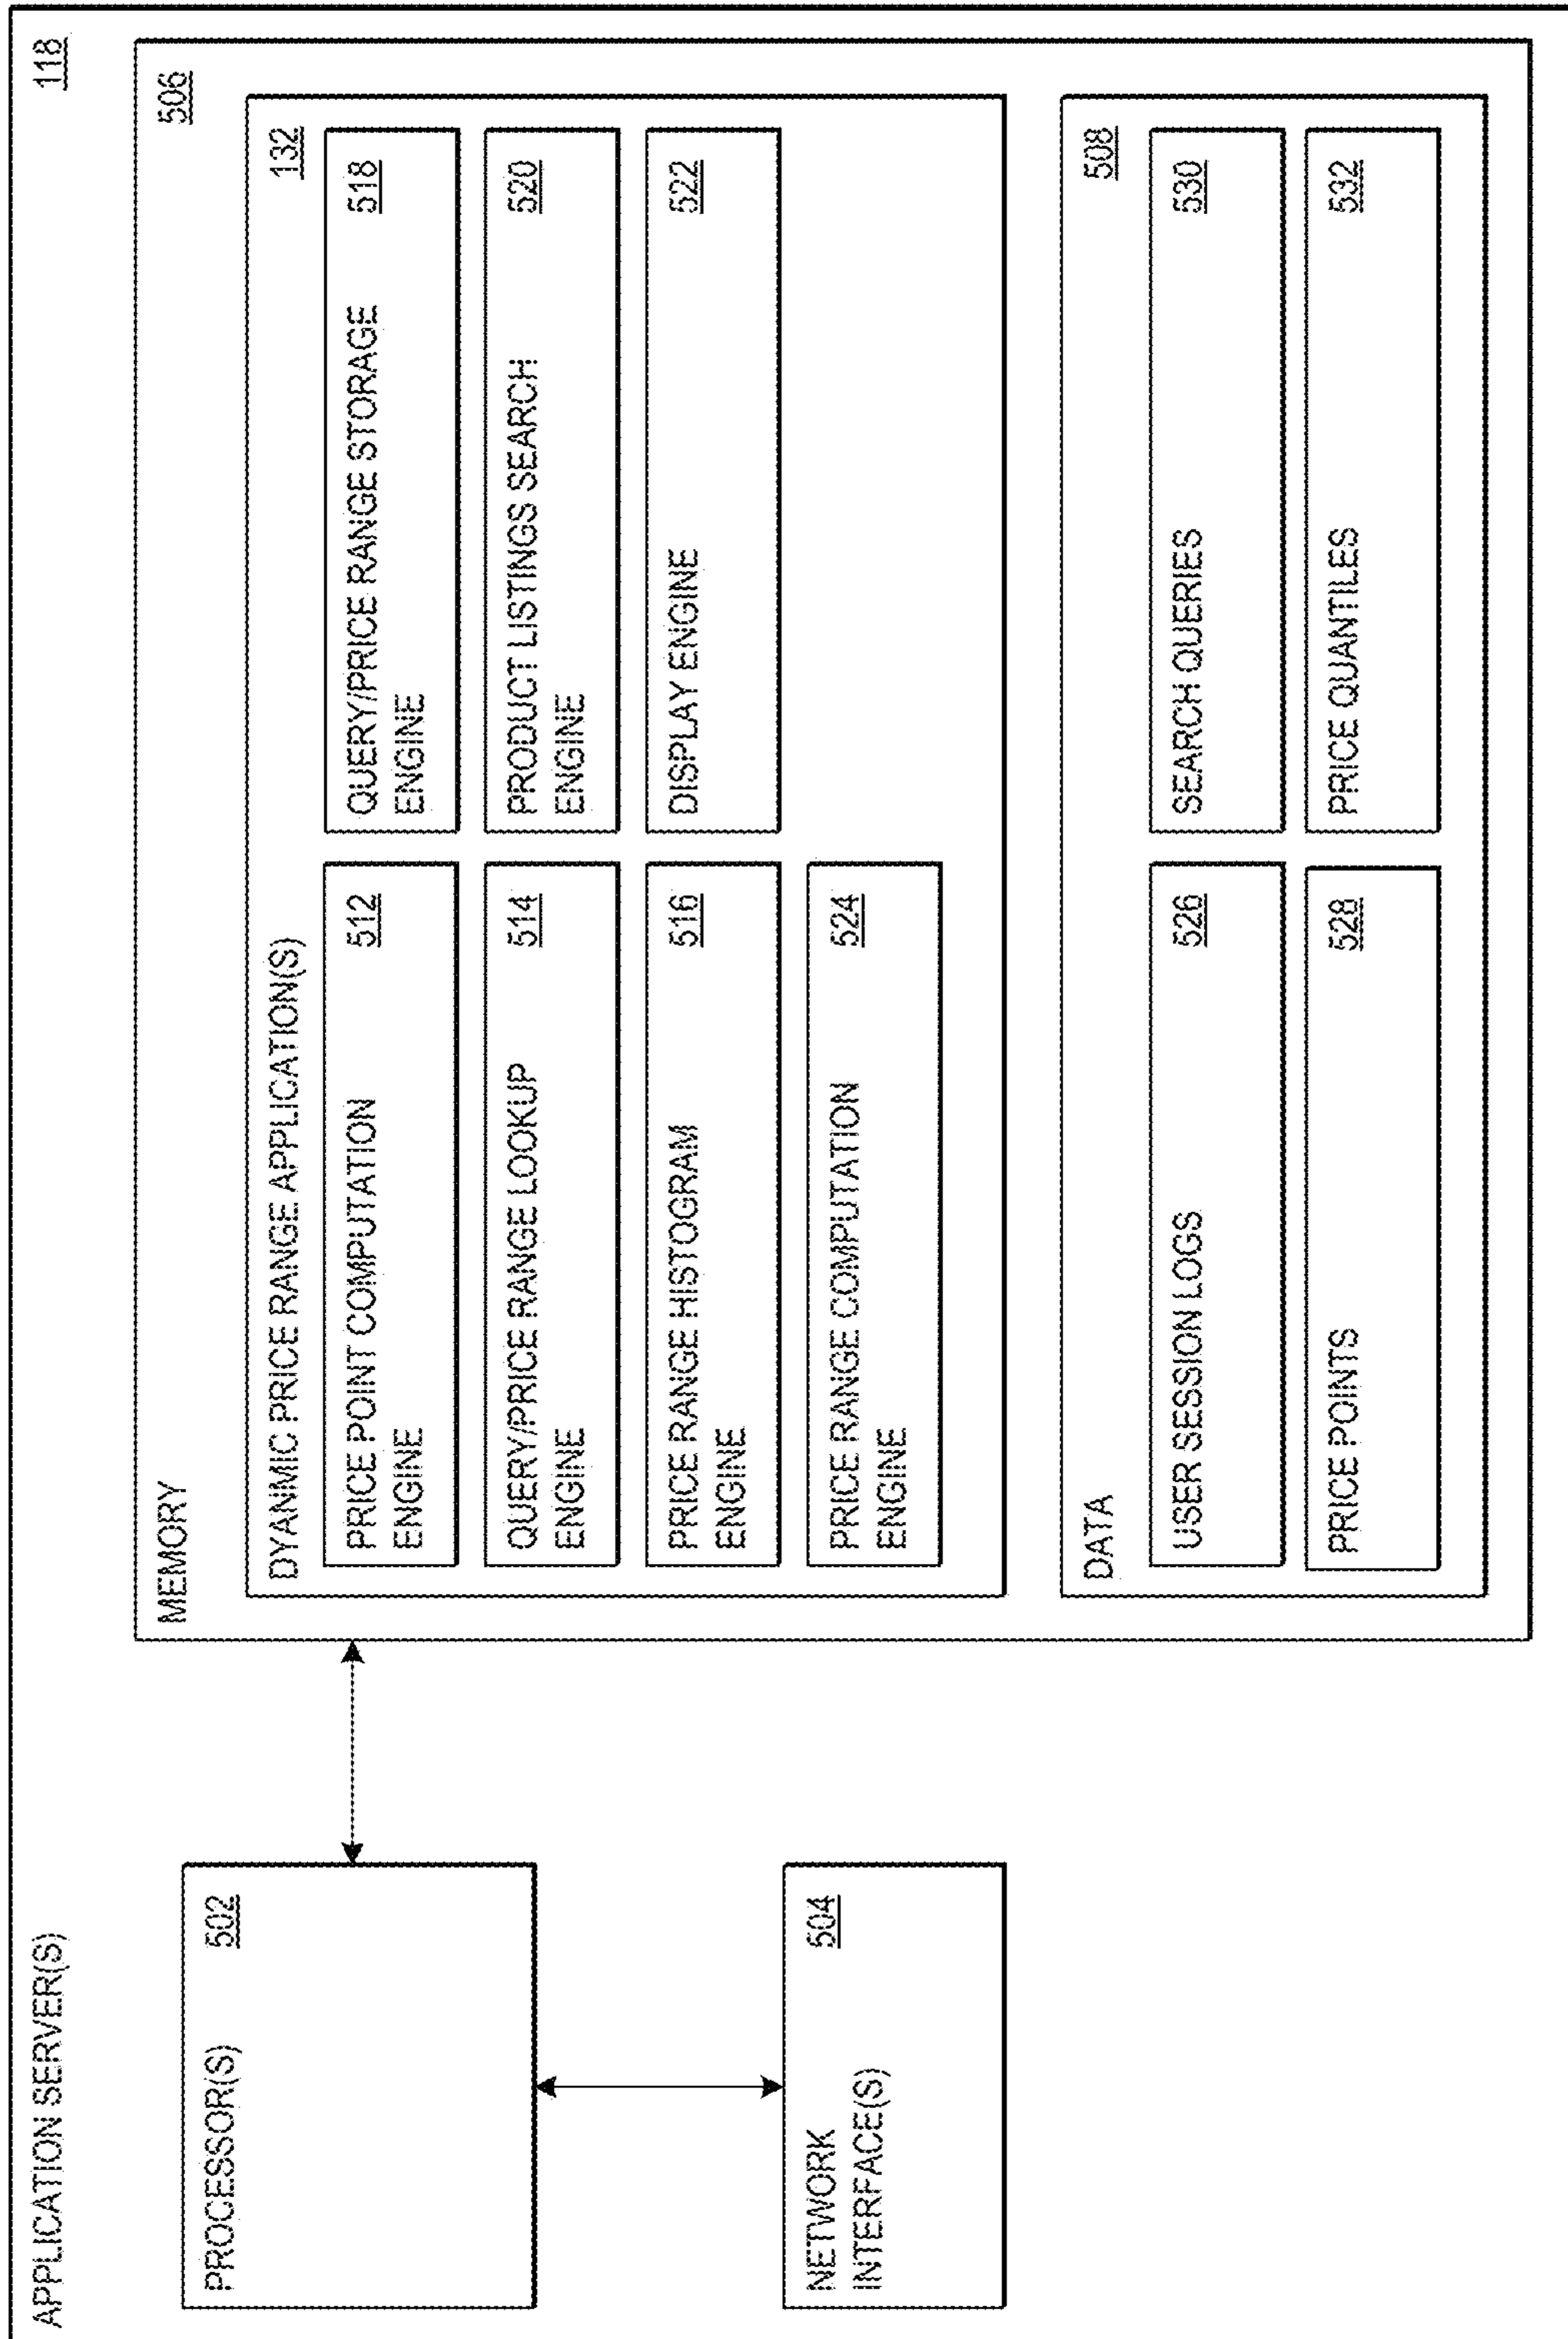 APPLICATION SERVER(S)
118
PROCESSOR(S)
502
NETWORK
INTERFACE(S)
504
MEMORY
506
DYANMIC PRICE RANGE APPLICATION(S)
132
PRICE POINT COMPUTATION
ENGINE
512
QUERY/PRICE RANGE STORAGE
ENGINE
518
QUERY/PRICE RANGE LOOKUP
ENGINE
514
PRODUCT LISTINGS SEARCH
ENGINE
520
PRICE RANGE HISTOGRAM
ENGINE
516
DISPLAY ENGINE
522
PRICE RANGE COMPUTATION
ENGINE
524
DATA
508
USER SESSION LOGS
526
SEARCH QUERIES
530
PRICE POINTS
528
PRICE QUANTILES
532